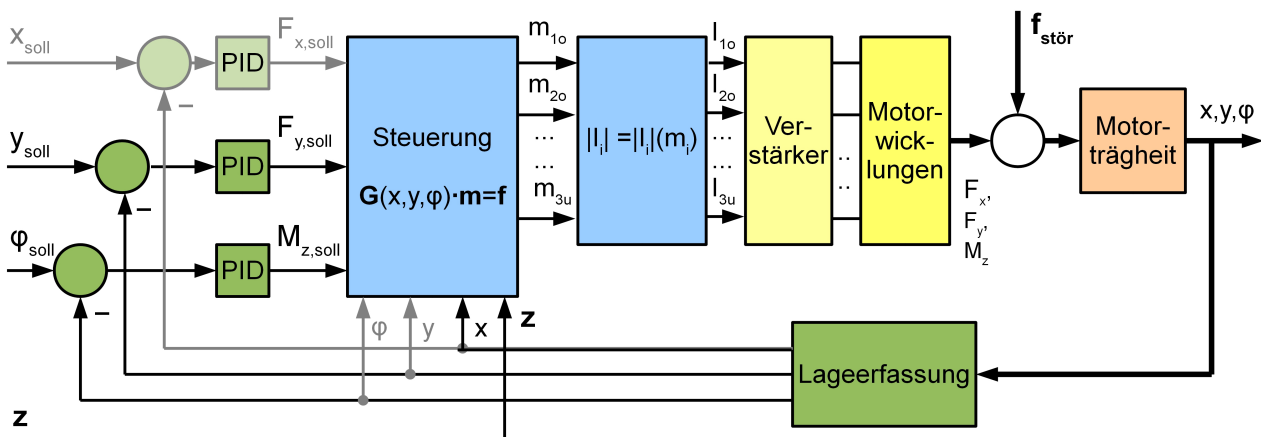 x_soll
PID
F_x,soll
y_soll
PID
F_y,soll
φ_soll
PID
M_z,soll
−
−
−
Steuerung
G(x,y,φ)·m=f
m_1o
m_2o
...
...
m_3u
|I_i| =|I_i|(m_i)
I_1o
I_2o
...
...
I_3u
Ver-
stärker
..
..
Motor-
wick-
lungen
f_stör
F_x,
F_y,
M_z
Motor-
trägheit
x,y,φ
φ
y
x
z
Lageerfassung
z